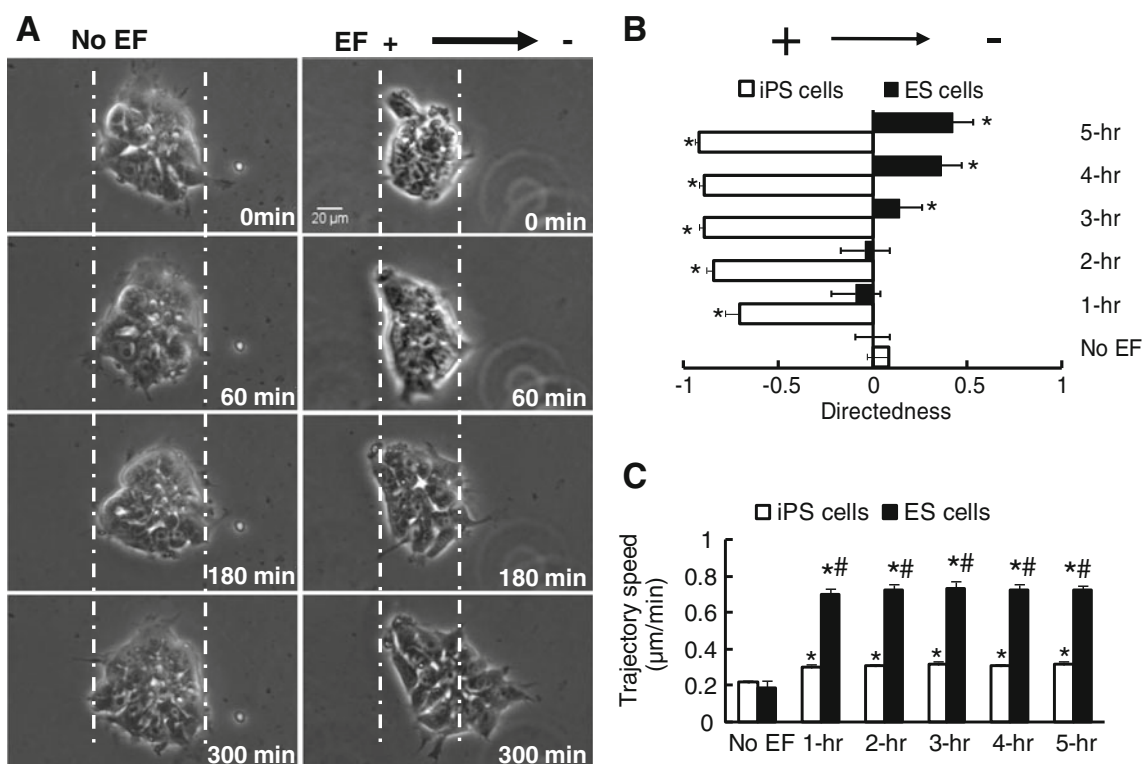 A
No EF
EF + -
0min
20 µm
0 min
60 min
60 min
180 min
180 min
300 min
300 min
B
+ -
iPS cells ES cells
* * 5-hr
* * 4-hr
* * 3-hr
* 2-hr
* 1-hr
No EF
-1 -0.5 0 0.5 1
Directedness
C
iPS cells ES cells
Trajectory speed
(µm/min)
1
0.8
0.6
0.4
0.2
0
*# *# *# *# *#
* * * * *
No EF 1-hr 2-hr 3-hr 4-hr 5-hr